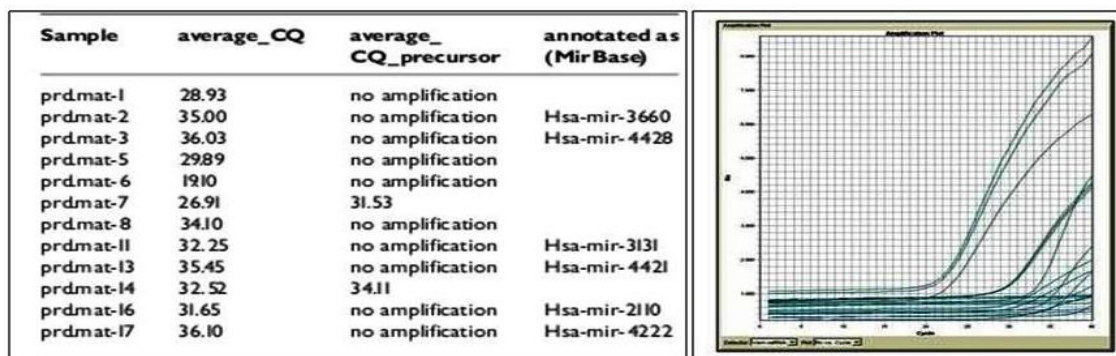 Sample average_CQ average_ annotated as
CQ_precursor (MirBase)
prd.mat-1 28.93 no amplification
prd.mat-2 35.00 no amplification Hsa-mir-3660
prd.mat-3 36.03 no amplification Hsa-mir-4428
prd.mat-5 29.89 no amplification
prd.mat-6 19.10 no amplification
prd.mat-7 26.91 31.53
prd.mat-8 34.10 no amplification
prd.mat-11 32.25 no amplification Hsa-mir-3131
prd.mat-13 35.45 no amplification Hsa-mir-4421
prd.mat-14 32.52 34.11
prd.mat-16 31.65 no amplification Hsa-mir-2110
prd.mat-17 36.10 no amplification Hsa-mir-4222
Amplification Plot
Amplification Plot
Cycle